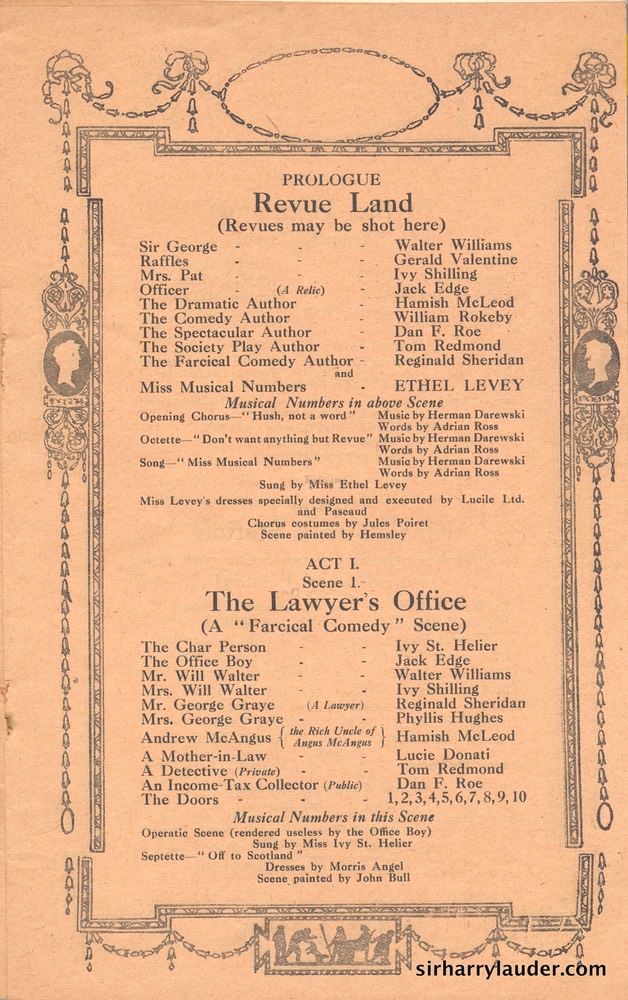 PROLOGUE
Revue Land
(Revues may be shot here)
Sir George - - - Walter Williams
Raffles - - - Gerald Valentine
Mrs. Pat - - - Ivy Shilling
Officer - (A Relic) - Jack Edge
The Dramatic Author - Hamish McLeod
The Comedy Author - William Rokeby
The Spectacular Author - Dan F. Roe
The Society Play Author - Tom Redmond
The Farcical Comedy Author - Reginald Sheridan
and
Miss Musical Numbers - ETHEL LEVEY
Musical Numbers in above Scene
Opening Chorus—"Hush, not a word" Music by Herman Darewski
Words by Adrian Ross
Octette—"Don't want anything but Revue" Music by Herman Darewski
Words by Adrian Ross
Song—"Miss Musical Numbers" Music by Herman Darewski
Words by Adrian Ross
Sung by Miss Ethel Levey
Miss Levey's dresses specially designed and executed by Lucile Ltd.
and Pascaud
Chorus costumes by Jules Poiret
Scene painted by Hemsley
ACT I.
Scene 1.-
The Lawyer's Office
(A "Farcical Comedy" Scene)
The Char Person - - Ivy St. Helier
The Office Boy - - Jack Edge
Mr. Will Walter - - Walter Williams
Mrs. Will Walter - - Ivy Shilling
Mr. George Graye (A Lawyer) Reginald Sheridan
Mrs. George Graye - - Phyllis Hughes
Andrew McAngus { the Rich Uncle of Angus McAngus } Hamish McLeod
A Mother-in-Law - - Lucie Donati
A Detective (Private) - - Tom Redmond
An Income-Tax Collector (Public) Dan F. Roe
The Doors - - - 1, 2, 3, 4, 5, 6, 7, 8, 9, 10
Musical Numbers in this Scene
Operatic Scene (rendered useless by the Office Boy)
Sung by Miss Ivy St. Helier
Septette—"Off to Scotland"
Dresses by Morris Angel
Scene painted by John Bull
sirharrylauder.com